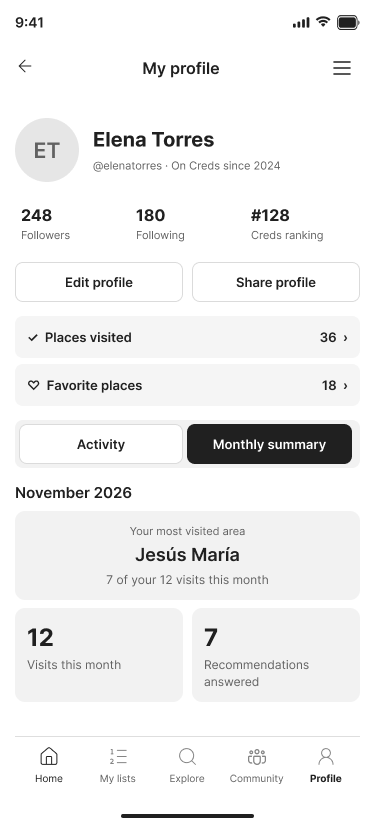 9:41
My profile
ET
Elena Torres
@elenatorres · On Creds since 2024
248
Followers
180
Following
#128
Creds ranking
Edit profile
Share profile
✓ Places visited
36 ›
♡ Favorite places
18 ›
Activity
Monthly summary
November 2026
Your most visited area
Jesús María
7 of your 12 visits this month
12
Visits this month
7
Recommendations
answered
1
2
Home
My lists
Explore
Community
Profile